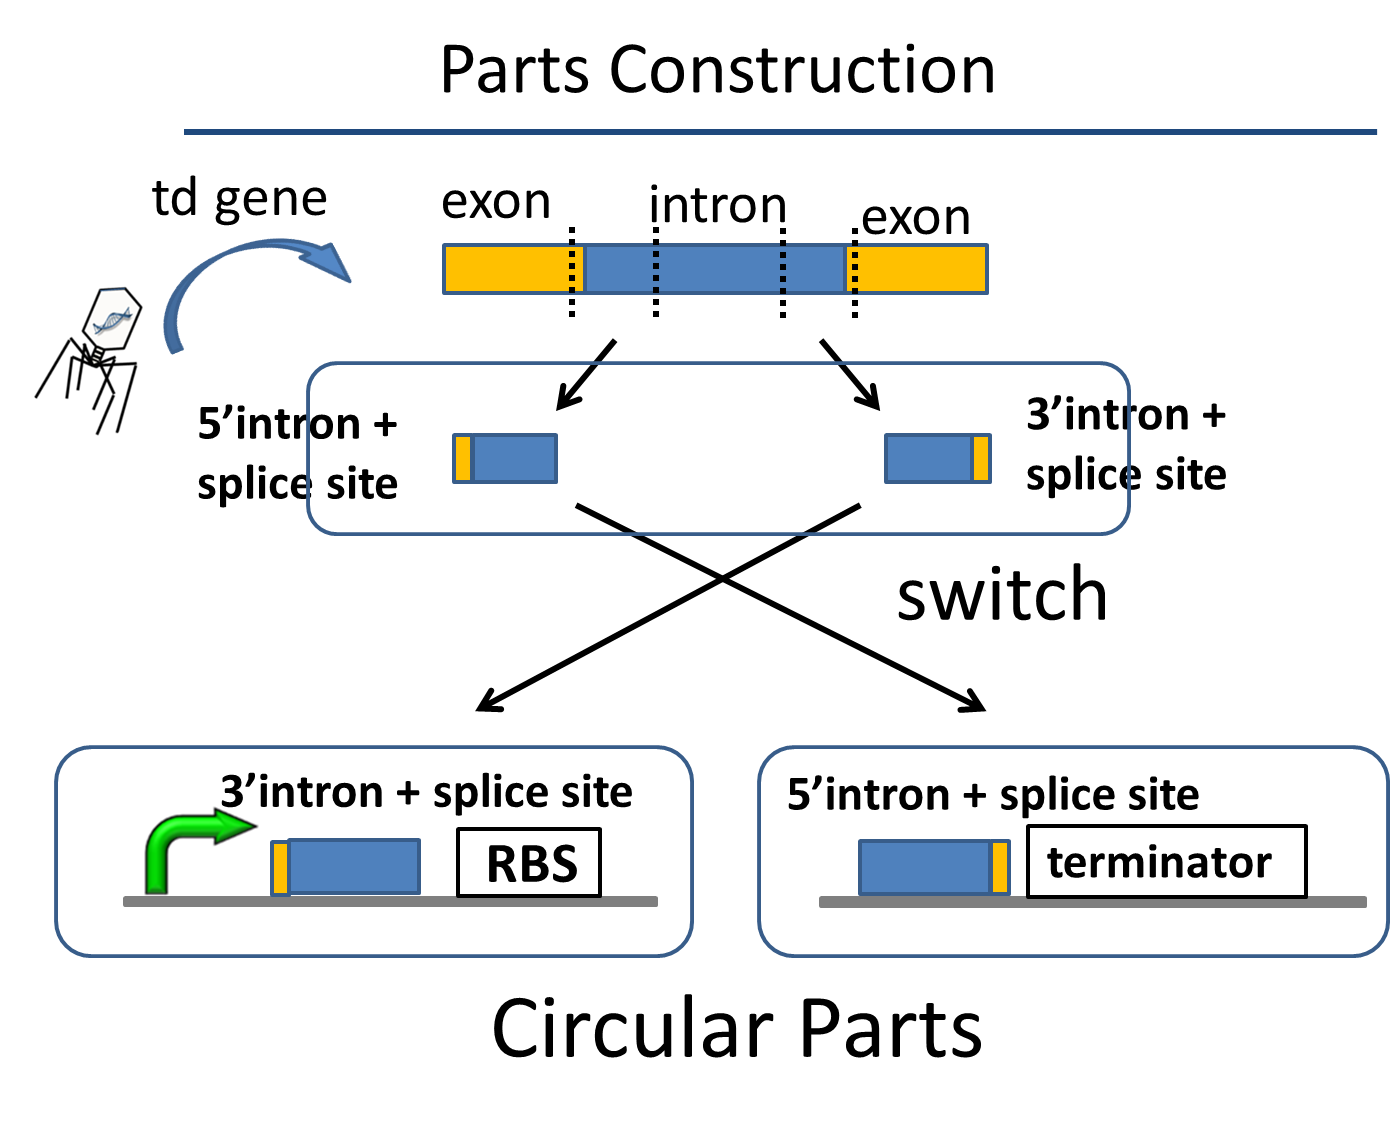 Parts Construction
td gene
exon
intron
exon
5’intron +
splice site
3’intron +
splice site
switch
3’intron + splice site
RBS
5’intron + splice site
terminator
Circular Parts